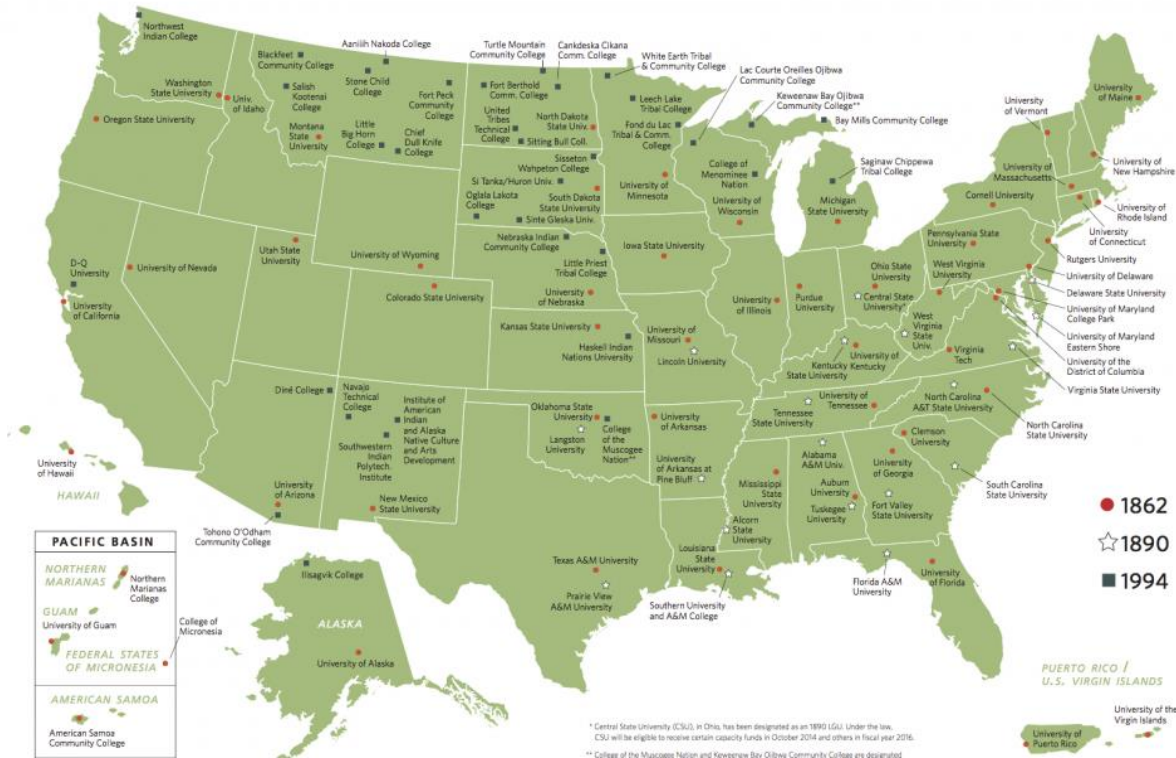 Northwest
Indian College
Washington
State University
Univ.
of Idaho
Oregon State University
Blackfeet
Community College
Aaniiih Nakoda College
Salish
Kootenai
College
Stone Child
College
Fort Peck
Community
College
Montana
State
University
Little
Big Horn
College
Chief
Dull Knife
College
Turtle Mountain
Community College
Cankdeska Cikana
Comm. College
Fort Berthold
Comm. College
United
Tribes
Technical
College
North Dakota
State Univ.
Sitting Bull Coll.
White Earth Tribal
& Community College
Leech Lake
Tribal College
Fond du Lac
Tribal & Comm.
College
Lac Courte Oreilles Ojibwa
Community College
Keweenaw Bay Ojibwa
Community College**
Bay Mills Community College
Sisseton
Wahpeton College
Si Tanka/Huron Univ.
Oglala Lakota
College
South Dakota
State University
Sinte Gleska Univ.
University of
Minnesota
College of
Menominee
Nation
University of
Wisconsin
Saginaw Chippewa
Tribal College
Michigan
State University
University
of Vermont
University
of Maine
University of
New Hampshire
University of
Massachusetts
Cornell University
University of
Rhode Island
University of
Connecticut
Pennsylvania State
University
Rutgers University
University of Delaware
Delaware State University
University of Maryland
College Park
University of Maryland
Eastern Shore
University of the
District of Columbia
Virginia State University
D-Q
University
University of
California
University of Nevada
Utah State
University
University of Wyoming
Colorado State University
Nebraska Indian
Community College
Little Priest
Tribal College
University
of Nebraska
Iowa State University
Kansas State University
Haskell Indian
Nations University
University of
Missouri
Lincoln University
University
of Illinois
Purdue
University
Ohio State
University
Central State
University*
West Virginia
University
West
Virginia
State
Univ.
Kentucky
State University
University of
Kentucky
Virginia
Tech
Diné College
Navajo
Technical
College
Institute of
American
Indian
and Alaska
Native Culture
and Arts
Development
Southwestern
Indian
Polytech.
Institute
Oklahoma State
University
Langston
University
College
of the
Muscogee
Nation**
University
of Arkansas
University
of Arkansas at
Pine Bluff
University of
Tennessee
Tennessee
State University
North Carolina
A&T State University
North Carolina
State University
Clemson
University
South Carolina
State University
University
of Georgia
Fort Valley
State University
Alabama
A&M Univ.
Auburn
University
Tuskegee
University
Mississippi
State
University
Alcorn
State
University
Louisiana
State
University
Southern University
and A&M College
Florida A&M
University
University
of Florida
University
of Arizona
Tohono O'Odham
Community College
New Mexico
State University
Texas A&M University
Prairie View
A&M University
University
of Hawaii
HAWAII
PACIFIC BASIN
NORTHERN
MARIANAS
Northern
Marianas
College
GUAM
University of Guam
College of
Micronesia
FEDERAL STATES
OF MICRONESIA
AMERICAN SAMOA
American Samoa
Community College
Ilisagvik College
ALASKA
University of Alaska
1862
1890
1994
PUERTO RICO /
U.S. VIRGIN ISLANDS
University of the
Virgin Islands
University of
Puerto Rico
* Central State University (CSU), in Ohio, has been designated as an 1890 LGU. Under the law,
CSU will be eligible to receive certain capacity funds in October 2014 and others in fiscal year 2016.
** College of the Muscogee Nation and Keweenaw Bay Ojibwa Community College are designated